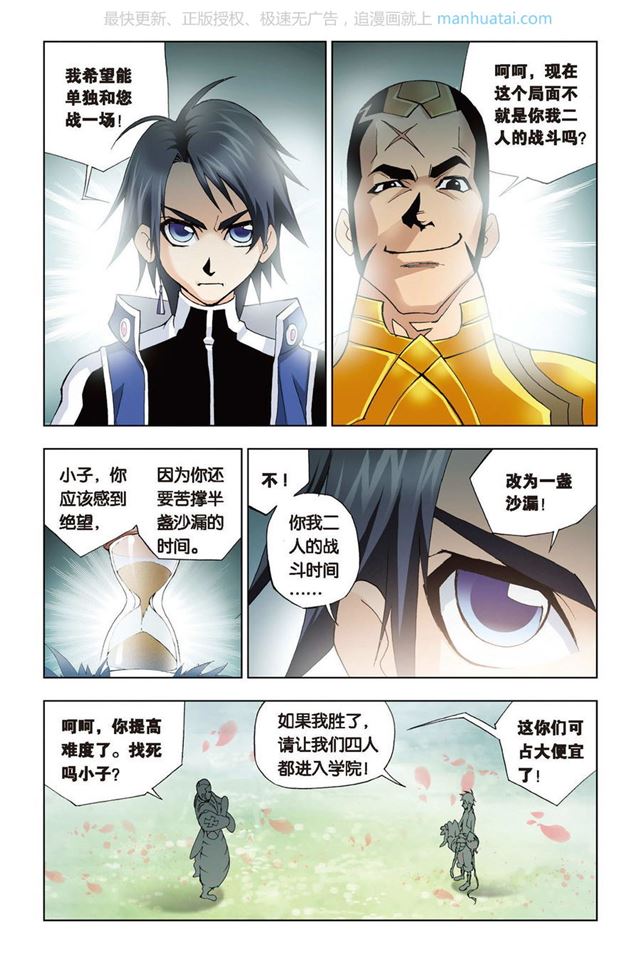 最快更新、正版授权、极速无广告，追漫画就上 manhuatai.com
我希望能
单独和您
战一场！
呵呵，现在
这个局面不
就是你我二
人的战斗吗？
小子，你
应该感到
绝望，
因为你还
要苦撑半
盏沙漏的
时间。
不！
你我二
人的战
斗时间
……
改为一盏
沙漏！
呵呵，你提高
难度了。找死
吗小子？
如果我胜了，
请让我们四人
都进入学院！
这你们可
占大便宜
了！